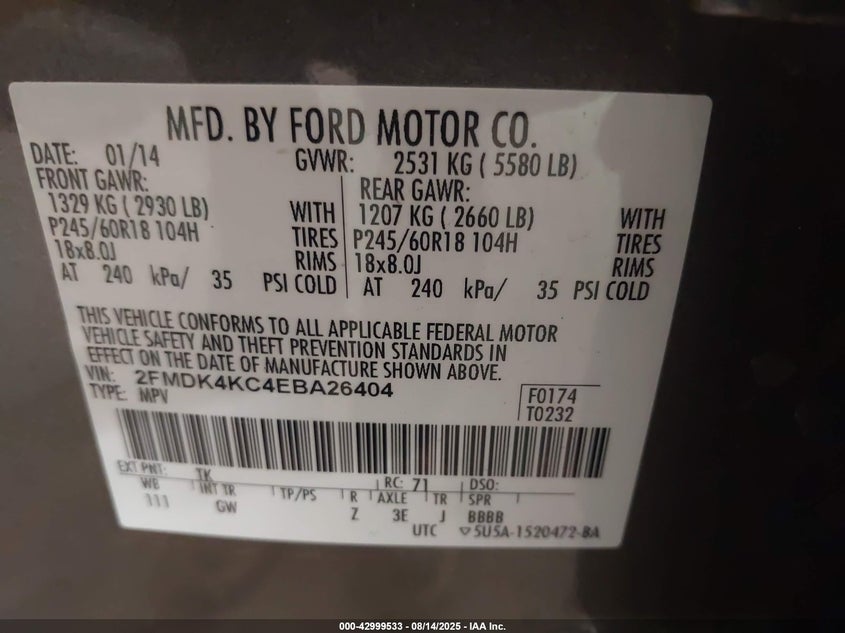 MFD. BY FORD MOTOR CO.
DATE: 01/14 GVWR: 2531 KG ( 5580 LB)
FRONT GAWR: REAR GAWR:
1329 KG ( 2930 LB) WITH 1207 KG ( 2660 LB) WITH
P245/60R18 104H TIRES P245/60R18 104H TIRES
18x8.0J RIMS 18x8.0J RIMS
AT 240 kPa/ 35 PSI COLD AT 240 kPa/ 35 PSI COLD
THIS VEHICLE CONFORMS TO ALL APPLICABLE FEDERAL MOTOR
VEHICLE SAFETY AND THEFT PREVENTION STANDARDS IN
EFFECT ON THE DATE OF MANUFACTURE SHOWN ABOVE.
VIN: 2FMDK4KC4EBA26404 F0174
TYPE: MPV T0232
EXT PNT: TK RC: 71 DSO:
WB INT TR TP/PS R AXLE TR SPR
111 GW Z 3E J BBBB
UTC ▽5U5A-1520472-BA
000-42999533 - 08/14/2025 - IAA Inc.